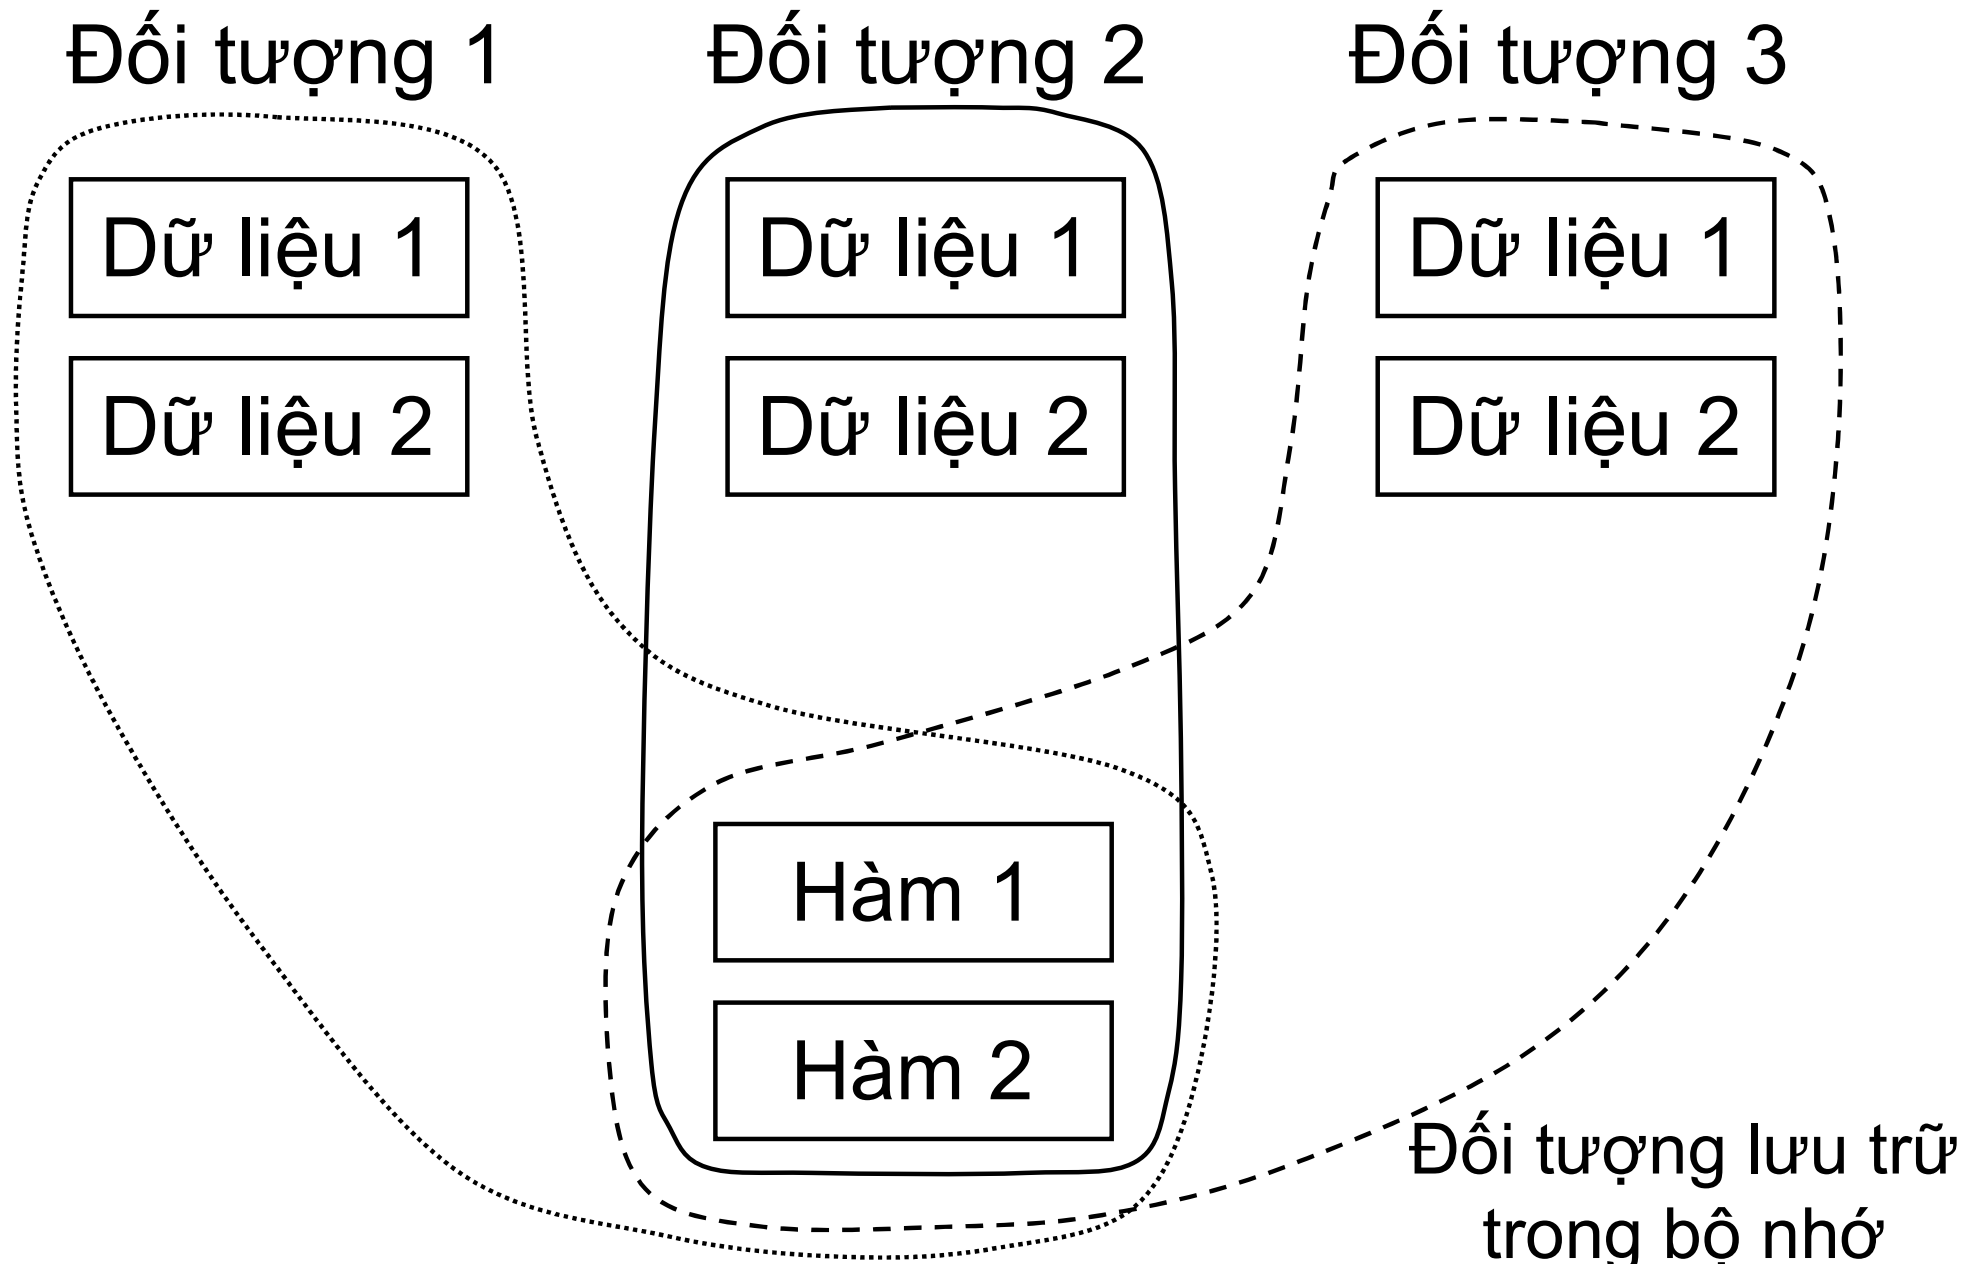 Đối tượng 1
Đối tượng 2
Đối tượng 3
Dữ liệu 1
Dữ liệu 1
Dữ liệu 1
Dữ liệu 2
Dữ liệu 2
Dữ liệu 2
Hàm 1
Hàm 2
Đối tượng lưu trữ
trong bộ nhớ